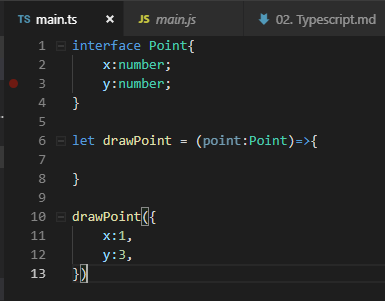 TS main.ts × JS main.js 02. Typescript.md
1 interface Point{
2 x:number;
3 y:number;
4 }
5
6 let drawPoint = (point:Point)=>{
7
8 }
9
10 drawPoint({
11 x:1,
12 y:3,
13 })